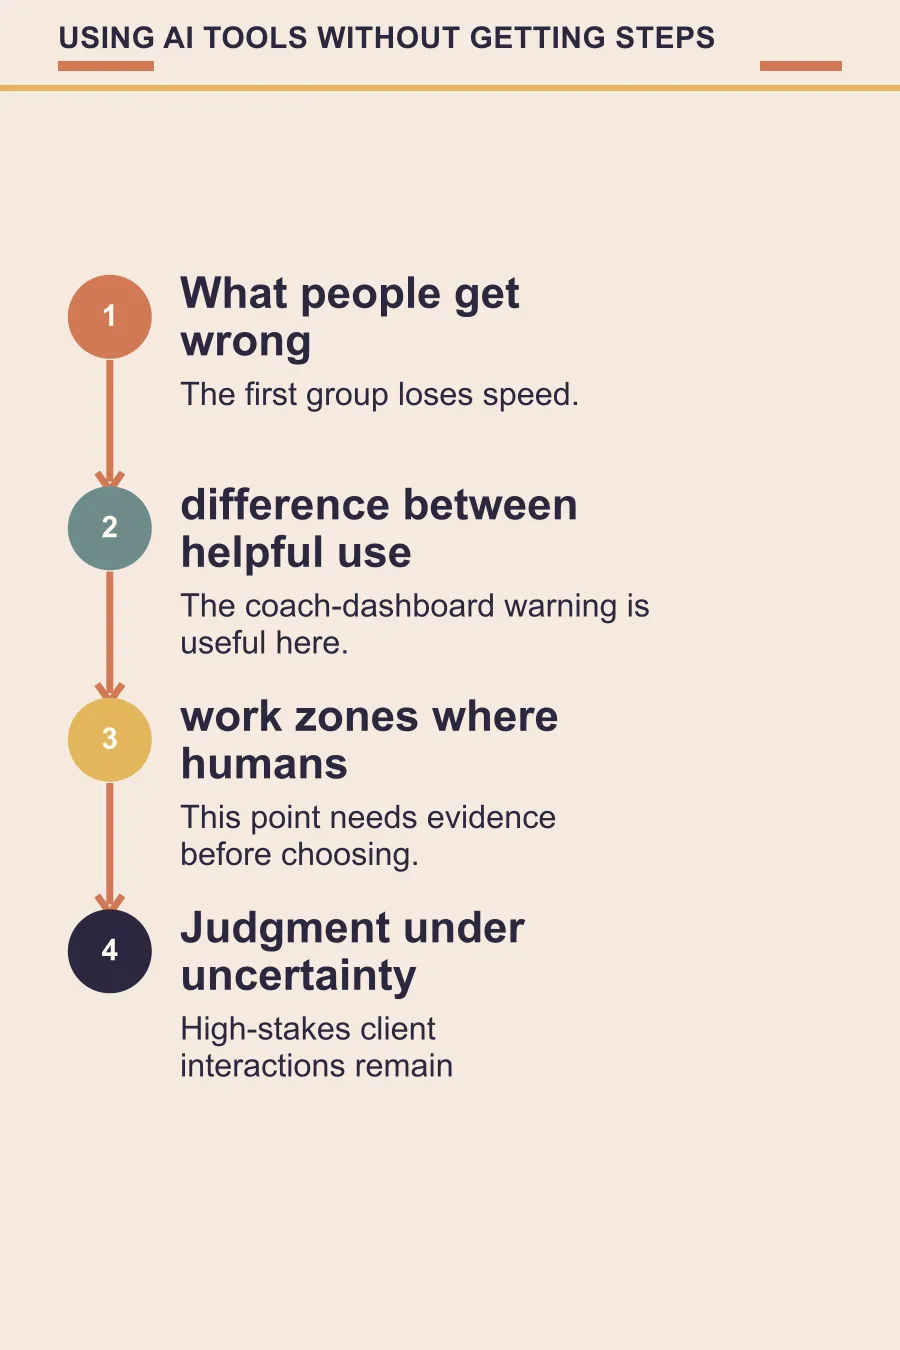 USING AI TOOLS WITHOUT GETTING STEPS
1
What people get
wrong
The first group loses speed.
2
difference between
helpful use
The coach-dashboard warning is
useful here.
3
work zones where
humans
This point needs evidence
before choosing.
4
Judgment under
uncertainty
High-stakes client
interactions remain